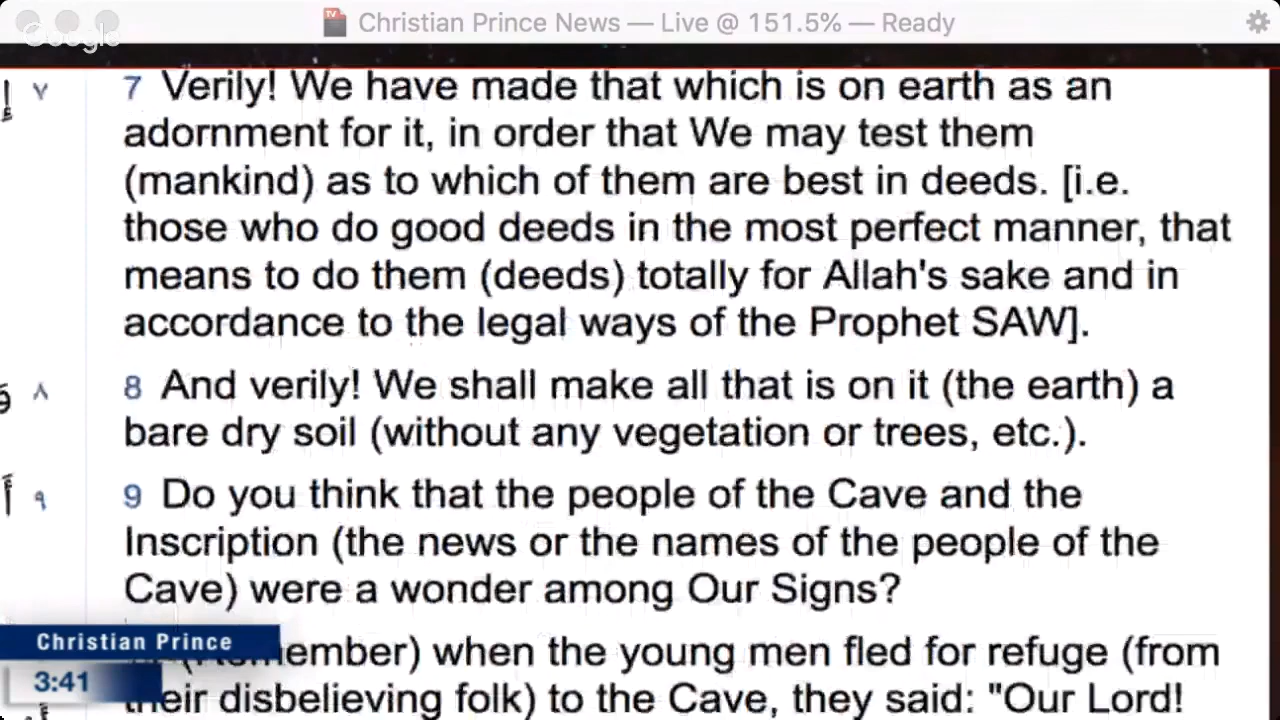 Christian Prince News — Live @ 151.5% — Ready
Google
٧ 7 Verily! We have made that which is on earth as an
adornment for it, in order that We may test them
(mankind) as to which of them are best in deeds. [i.e.
those who do good deeds in the most perfect manner, that
means to do them (deeds) totally for Allah's sake and in
accordance to the legal ways of the Prophet SAW].
٨ 8 And verily! We shall make all that is on it (the earth) a
bare dry soil (without any vegetation or trees, etc.).
٩ 9 Do you think that the people of the Cave and the
Inscription (the news or the names of the people of the
Cave) were a wonder among Our Signs?
when the young men fled for refuge (from
their disbelieving folk) to the Cave, they said: "Our Lord!
Christian Prince
3:41